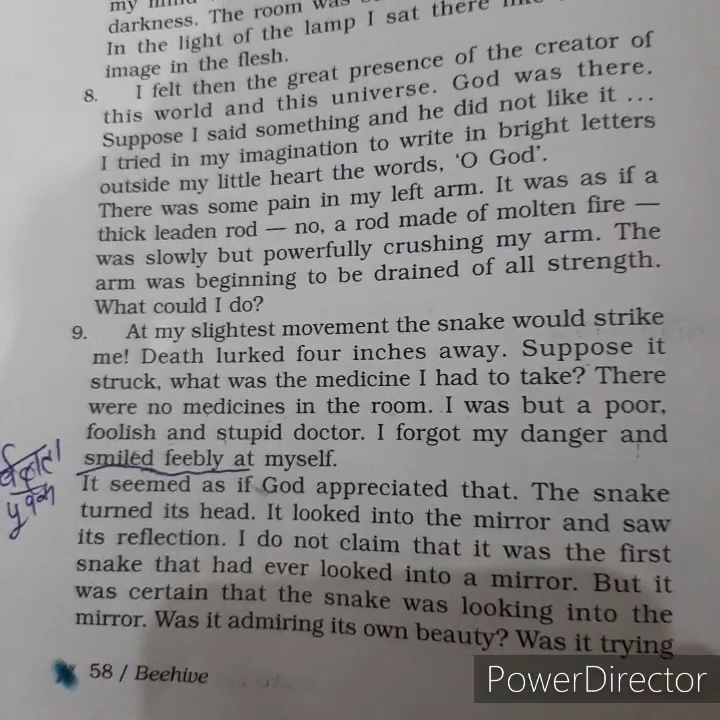 my mind
darkness. The room was
In the light of the lamp I sat there like
image in the flesh.
8. I felt then the great presence of the creator of
this world and this universe. God was there.
Suppose I said something and he did not like it ...
I tried in my imagination to write in bright letters
outside my little heart the words, ‘O God’.
There was some pain in my left arm. It was as if a
thick leaden rod — no, a rod made of molten fire —
was slowly but powerfully crushing my arm. The
arm was beginning to be drained of all strength.
What could I do?
9. At my slightest movement the snake would strike
me! Death lurked four inches away. Suppose it
struck, what was the medicine I had to take? There
were no medicines in the room. I was but a poor,
foolish and stupid doctor. I forgot my danger and
smiled feebly at myself.
It seemed as if God appreciated that. The snake
turned its head. It looked into the mirror and saw
its reflection. I do not claim that it was the first
snake that had ever looked into a mirror. But it
was certain that the snake was looking into the
mirror. Was it admiring its own beauty? Was it trying
58 / Beehive
PowerDirector